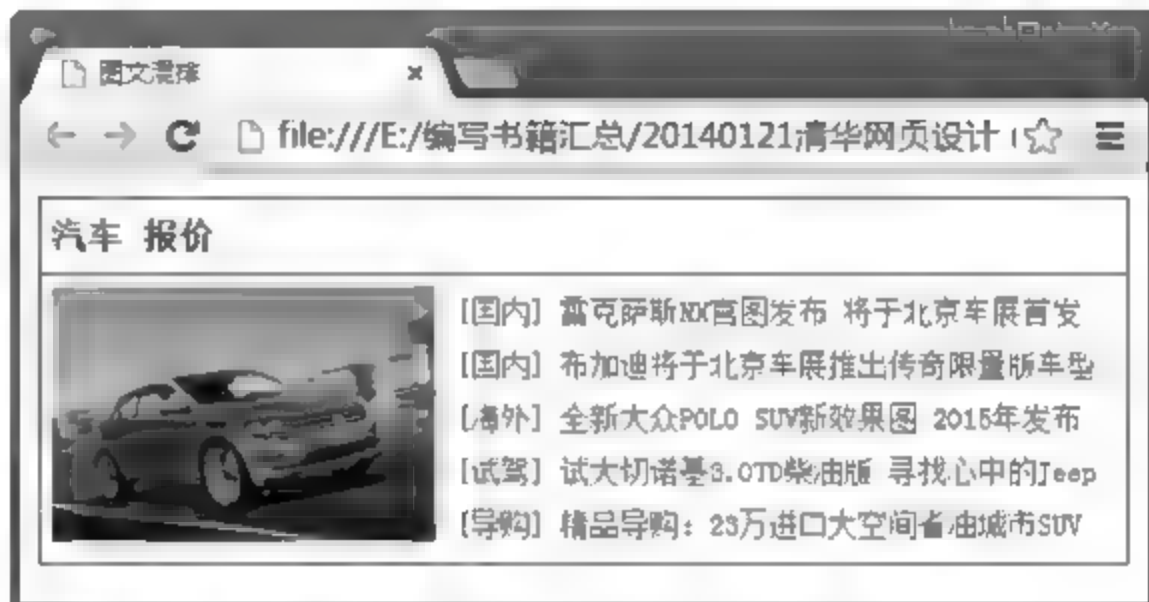 图文混排
file:///E:/编写书籍汇总/20140121清华网页设计
汽车 报价
[国内] 雷克萨斯NX官图发布 将于北京车展首发
[国内] 布加迪将于北京车展推出传奇限量版车型
[海外] 全新大众POLO SUV新效果图 2015年发布
[试驾] 试大切诺基3.0TD柴油版 寻找心中的Jeep
[导购] 精品导购：23万进口大空间省油城市SUV